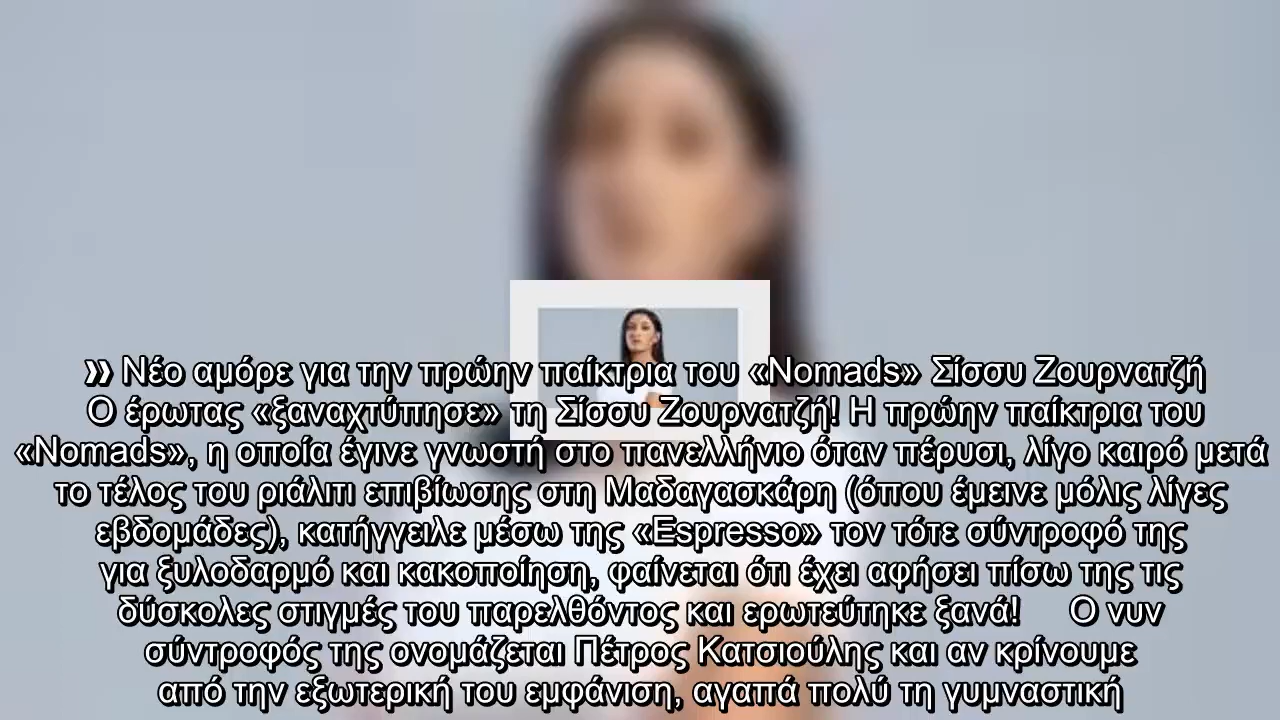 » Νέο αμόρε για την πρώην παίκτρια του «Nomads» Σίσσυ Ζουρνατζή
Ο έρωτας «ξαναχτύπησε» τη Σίσσυ Ζουρνατζή! Η πρώην παίκτρια του
«Nomads», η οποία έγινε γνωστή στο πανελλήνιο όταν πέρυσι, λίγο καιρό μετά
το τέλος του ριάλιτι επιβίωσης στη Μαδαγασκάρη (όπου έμεινε μόλις λίγες
εβδομάδες), κατήγγειλε μέσω της «Espresso» τον τότε σύντροφό της
για ξυλοδαρμό και κακοποίηση, φαίνεται ότι έχει αφήσει πίσω της τις
δύσκολες στιγμές του παρελθόντος και ερωτεύτηκε ξανά! Ο νυν
σύντροφός της ονομάζεται Πέτρος Κατσιούλης και αν κρίνουμε
από την εξωτερική του εμφάνιση, αγαπά πολύ τη γυμναστική